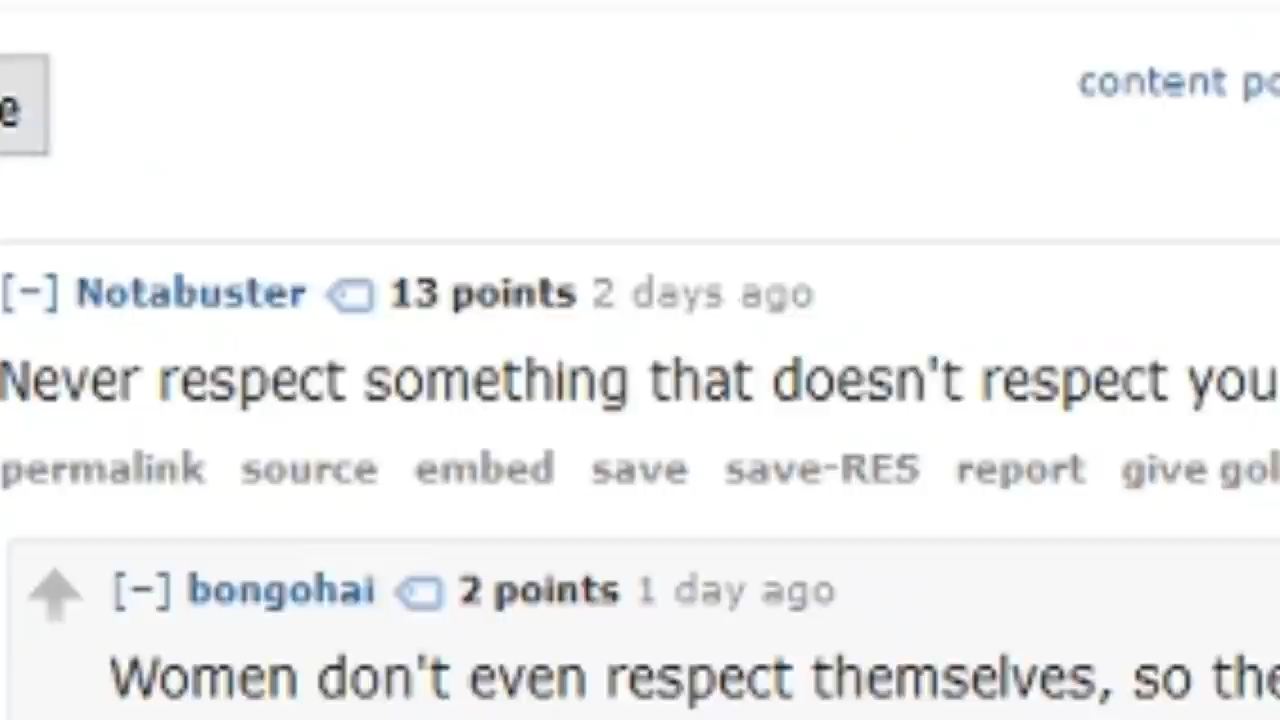 e
content po
[−] Notabuster 13 points 2 days ago
Never respect something that doesn't respect you
permalink source embed save save-RES report give gol
[−] bongohai 2 points 1 day ago
Women don't even respect themselves, so the